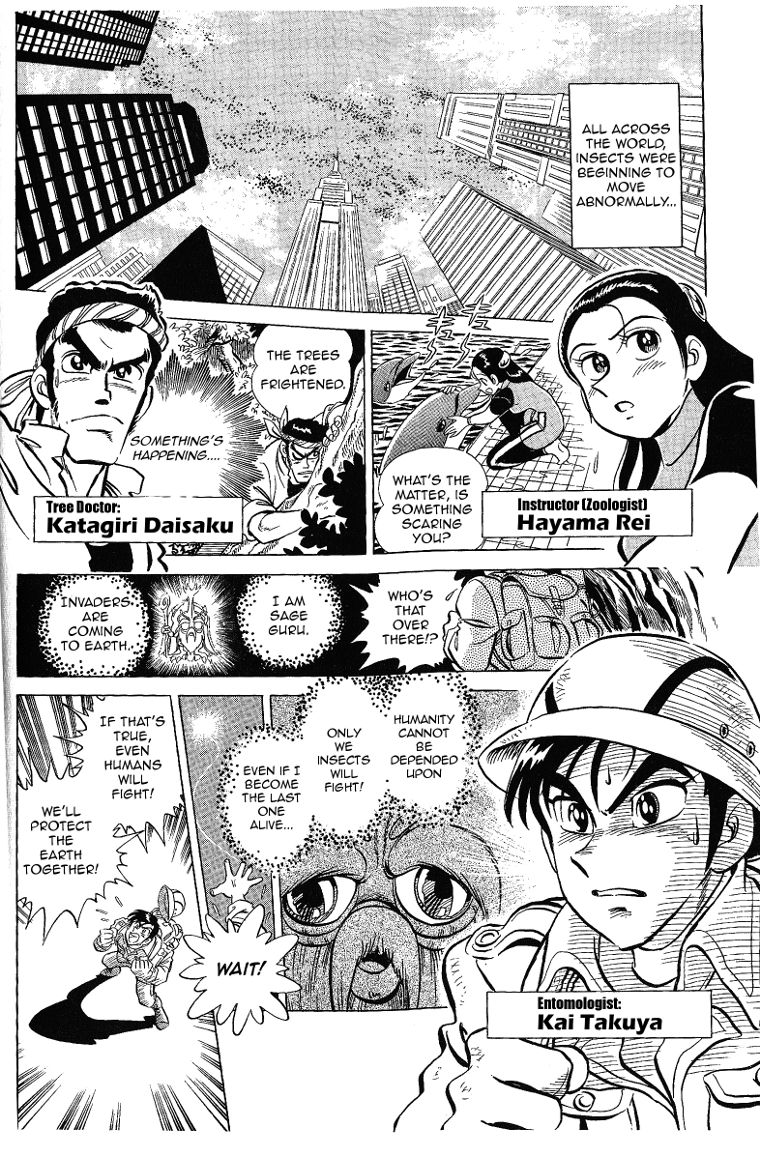 ALL ACROSS
THE WORLD,
INSECTS WERE
BEGINNING TO
MOVE
ABNORMALLY...
WHAT'S THE
MATTER, IS
SOMETHING
SCARING
YOU?
Instructor (Zoologist)
Hayama Rei
THE TREES
ARE
FRIGHTENED.
SOMETHING'S
HAPPENING....
Tree Doctor:
Katagiri Daisaku
WHO'S
THAT
OVER
THERE!?
I AM
SAGE
GURU.
INVADERS
ARE
COMING
TO EARTH.
Entomologist:
Kai Takuya
HUMANITY
CANNOT
BE
DEPENDED
UPON
ONLY
WE
INSECTS
WILL
FIGHT!
EVEN IF I
BECOME
THE LAST
ONE
ALIVE...
WAIT!
IF THAT'S
TRUE,
EVEN
HUMANS
WILL
FIGHT!
WE'LL
PROTECT
THE
EARTH
TOGETHER!